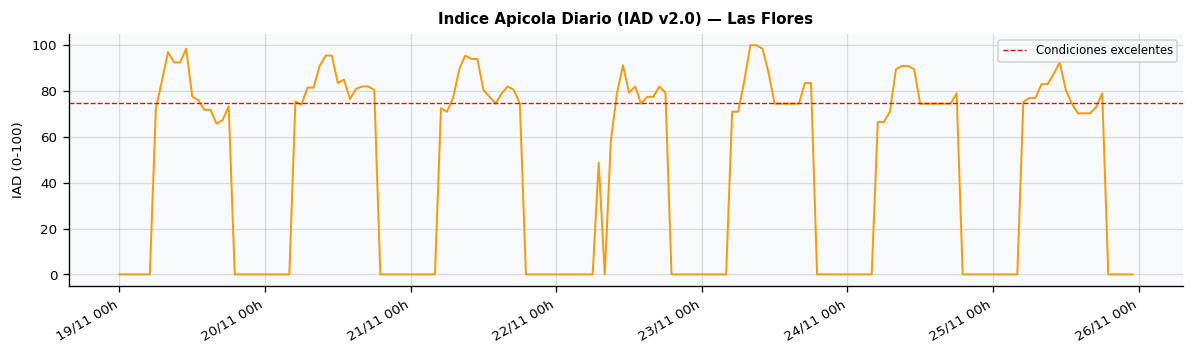 Indice Apicola Diario (IAD v2.0) — Las Flores
Condiciones excelentes
IAD (0-100)
100
80
60
40
20
0
19/11 00h
20/11 00h
21/11 00h
22/11 00h
23/11 00h
24/11 00h
25/11 00h
26/11 00h